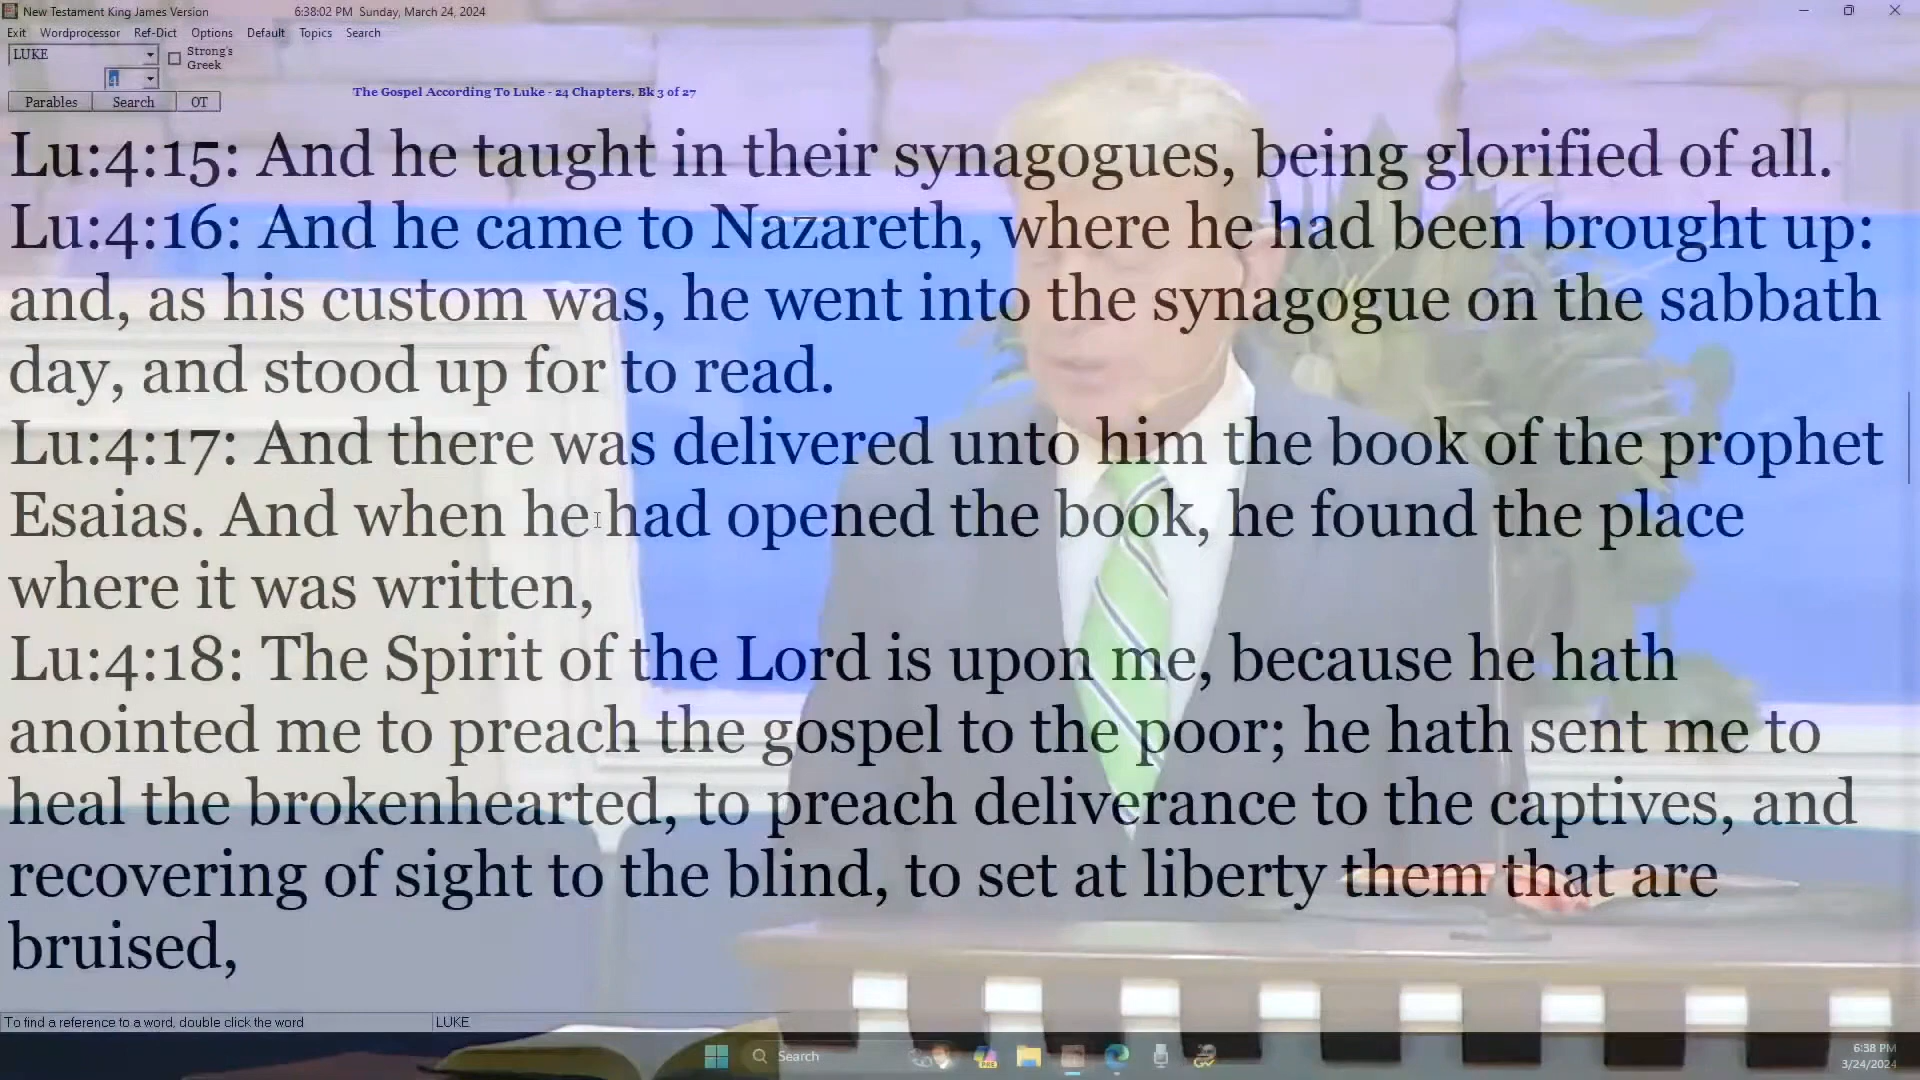 New Testament King James Version 6:38:02 PM Sunday, March 24, 2024
Exit Wordprocessor Ref-Dict Options Default Topics Search
LUKE Strong's
Greek
4
Parables Search OT
The Gospel According To Luke - 24 Chapters, Bk 3 of 27
Lu:4:15: And he taught in their synagogues, being glorified of all.
Lu:4:16: And he came to Nazareth, where he had been brought up:
and, as his custom was, he went into the synagogue on the sabbath
day, and stood up for to read.
Lu:4:17: And there was delivered unto him the book of the prophet
Esaias. And when he had opened the book, he found the place
where it was written,
Lu:4:18: The Spirit of the Lord is upon me, because he hath
anointed me to preach the gospel to the poor; he hath sent me to
heal the brokenhearted, to preach deliverance to the captives, and
recovering of sight to the blind, to set at liberty them that are
bruised,
To find a reference to a word, double click the word LUKE
Search
6:38 PM
3/24/2024